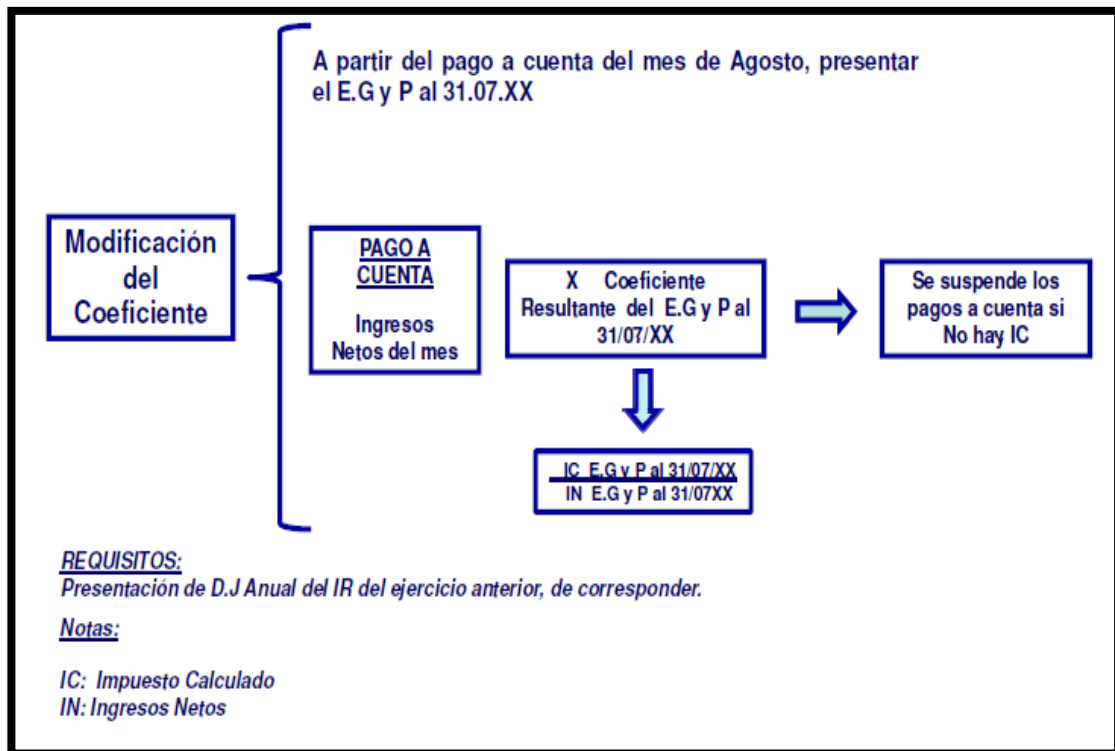 A partir del pago a cuenta del mes de Agosto, presentar
el E.G y P al 31.07.XX
Modificación
del
Coeficiente
PAGO A
CUENTA
Ingresos
Netos del mes
X Coeficiente
Resultante del E.G y P al
31/07/XX
Se suspende los
pagos a cuenta si
No hay IC
IC E.G y P al 31/07/XX
IN E.G y P al 31/07XX
REQUISITOS:
Presentación de D.J Anual del IR del ejercicio anterior, de corresponder.
Notas:
IC: Impuesto Calculado
IN: Ingresos Netos